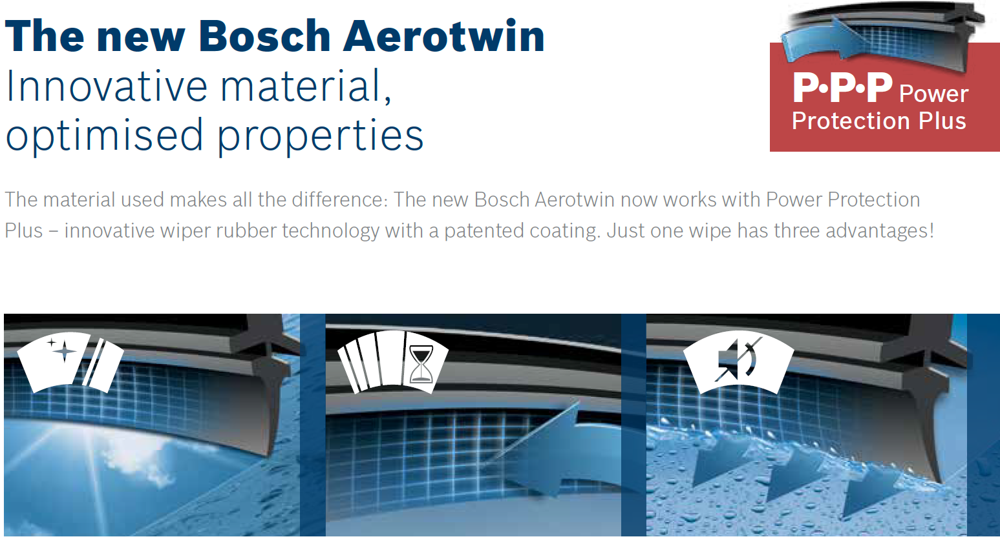 The new Bosch Aerotwin
Innovative material,
optimised properties
P•P•P Power
Protection Plus
The material used makes all the difference: The new Bosch Aerotwin now works with Power Protection
Plus – innovative wiper rubber technology with a patented coating. Just one wipe has three advantages!